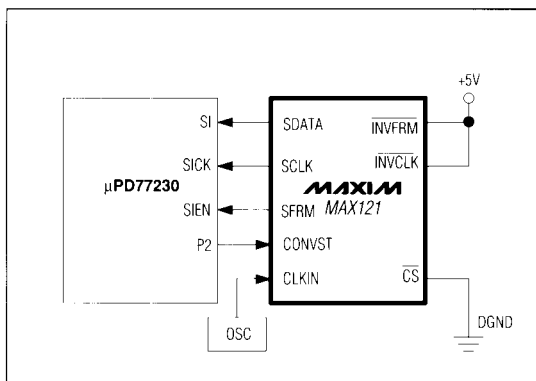 +5V
SI SDATA INVFRM
SICK SCLK INVCLK
μPD77230 MAXIM
MAX121
SIEN SFRM
P2 CONVST
CLKIN CS
OSC DGND